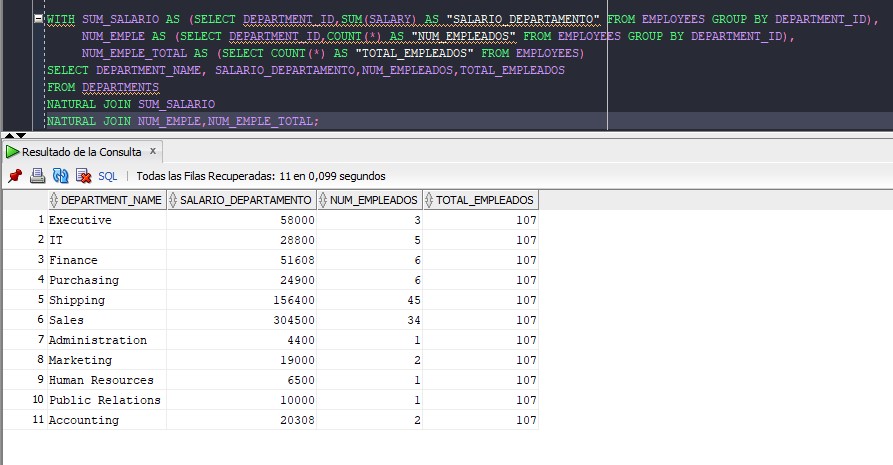 WITH SUM_SALARIO AS (SELECT DEPARTMENT_ID,SUM(SALARY) AS "SALARIO_DEPARTAMENTO" FROM EMPLOYEES GROUP BY DEPARTMENT_ID),
NUM_EMPLE AS (SELECT DEPARTMENT_ID,COUNT(*) AS "NUM_EMPLEADOS" FROM EMPLOYEES GROUP BY DEPARTMENT_ID),
NUM_EMPLE_TOTAL AS (SELECT COUNT(*) AS "TOTAL_EMPLEADOS" FROM EMPLOYEES)
SELECT DEPARTMENT_NAME, SALARIO_DEPARTAMENTO,NUM_EMPLEADOS,TOTAL_EMPLEADOS
FROM DEPARTMENTS
NATURAL JOIN SUM_SALARIO
NATURAL JOIN NUM_EMPLE,NUM_EMPLE_TOTAL;
Resultado de la Consulta x
SQL | Todas las Filas Recuperadas: 11 en 0,099 segundos
DEPARTMENT_NAME SALARIO_DEPARTAMENTO NUM_EMPLEADOS TOTAL_EMPLEADOS
1 Executive 58000 3 107
2 IT 28800 5 107
3 Finance 51608 6 107
4 Purchasing 24900 6 107
5 Shipping 156400 45 107
6 Sales 304500 34 107
7 Administration 4400 1 107
8 Marketing 19000 2 107
9 Human Resources 6500 1 107
10 Public Relations 10000 1 107
11 Accounting 20308 2 107